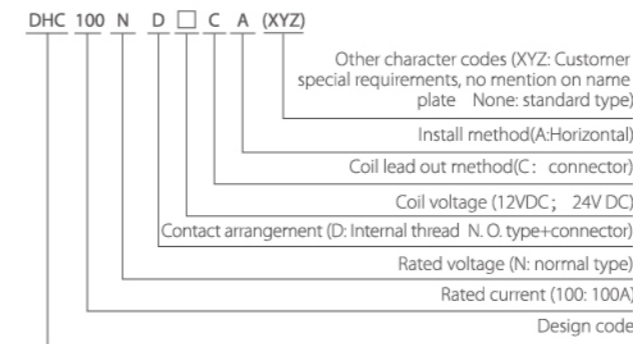 DHC 100 N D □ C A (XYZ)
Other character codes (XYZ: Customer
special requirements, no mention on name
plate None: standard type)
Install method(A:Horizontal)
Coil lead out method(C： connector)
Coil voltage (12VDC； 24V DC)
Contact arrangement (D: Internal thread N. O. type+connector)
Rated voltage (N: normal type)
Rated current (100: 100A)
Design code